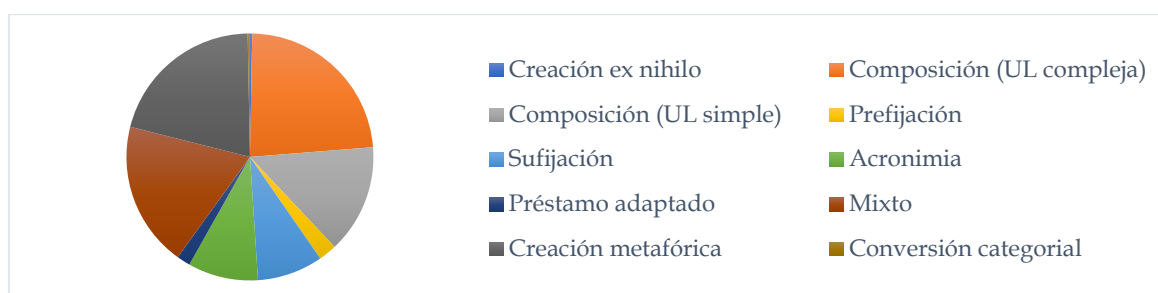 Creación ex nihilo
Composición (UL compleja)
Composición (UL simple)
Prefijación
Sufijación
Acronimia
Préstamo adaptado
Mixto
Creación metafórica
Conversión categorial